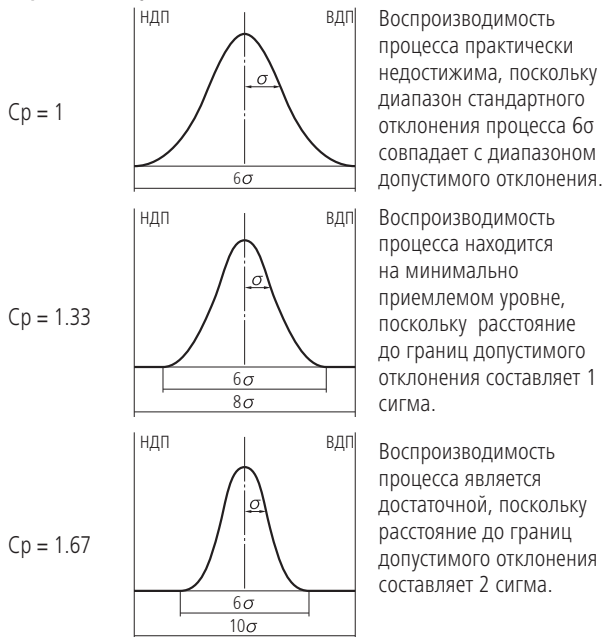 НДП
ВДП
Cp = 1
σ
6σ
Воспроизводимость
процесса практически
недостижима, поскольку
диапазон стандартного
отклонения процесса 6σ
совпадает с диапазоном
допустимого отклонения.
НДП
ВДП
Cp = 1.33
σ
6σ
8σ
Воспроизводимость
процесса находится
на минимально
приемлемом уровне,
поскольку расстояние
до границ допустимого
отклонения составляет 1
сигма.
НДП
ВДП
Cp = 1.67
σ
6σ
10σ
Воспроизводимость
процесса является
достаточной, поскольку
расстояние до границ
допустимого отклонения
составляет 2 сигма.